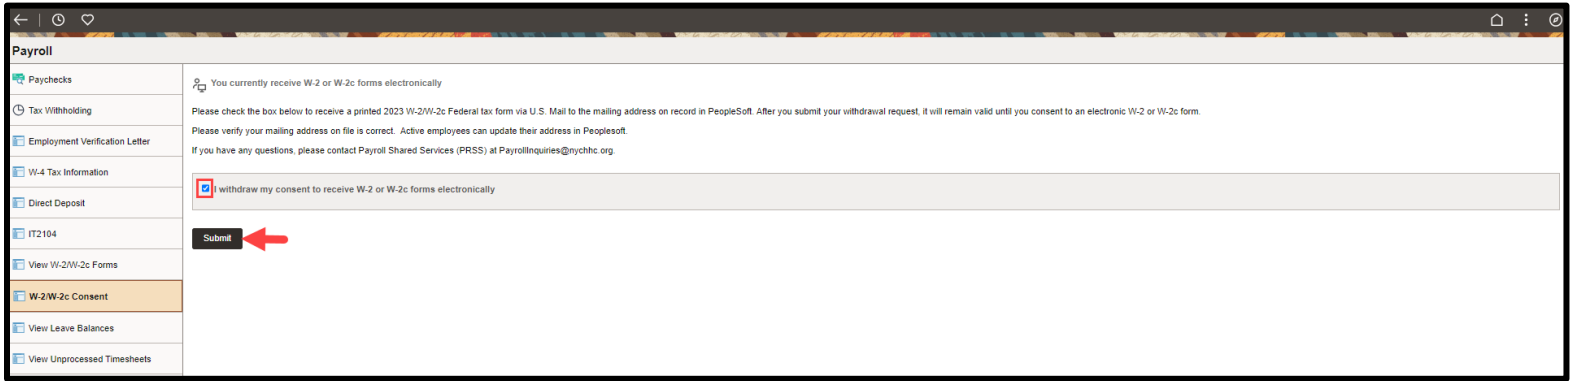 Payroll
Paychecks
Tax Withholding
Employment Verification Letter
W-4 Tax Information
Direct Deposit
IT2104
View W-2/W-2c Forms
W-2/W-2c Consent
View Leave Balances
View Unprocessed Timesheets
You currently receive W-2 or W-2c forms electronically
Please check the box below to receive a printed 2023 W-2/W-2c Federal tax form via U.S. Mail to the mailing address on record in PeopleSoft. After you submit your withdrawal request, it will remain valid until you consent to an electronic W-2 or W-2c form.
Please verify your mailing address on file is correct. Active employees can update their address in Peoplesoft.
If you have any questions, please contact Payroll Shared Services (PRSS) at PayrollInquiries@nychhc.org.
I withdraw my consent to receive W-2 or W-2c forms electronically
Submit